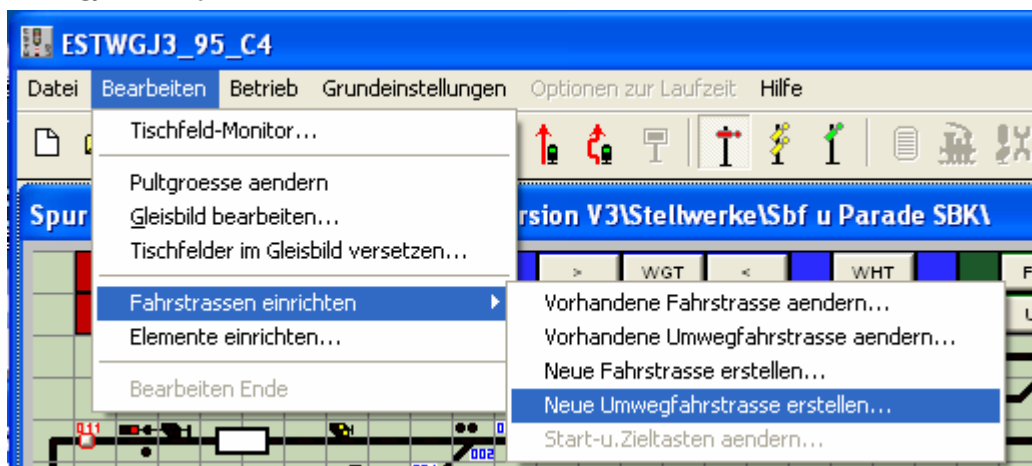 ESTWGJ3_95_C4
Datei Bearbeiten Betrieb Grundeinstellungen Optionen zur Laufzeit Hilfe
Tischfeld-Monitor...
Pultgroesse aendern
Gleisbild bearbeiten...
Tischfelder im Gleisbild versetzen...
Fahrstrassen einrichten
Elemente einrichten...
Bearbeiten Ende
Spur
rsion V3\Stellwerke\Sbf u Parade SBK\
> WGT < WHT
Vorhandene Fahrstrasse aendern...
Vorhandene Umwegfahrstrasse aendern...
Neue Fahrstrasse erstellen...
Neue Umwegfahrstrasse erstellen...
Start-u.Zieltasten aendern...
002